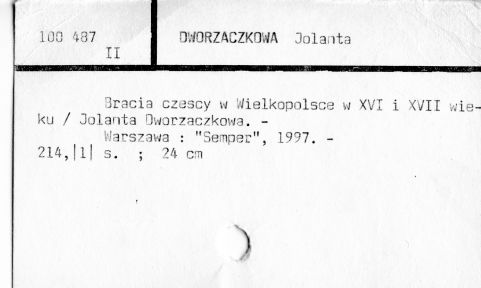 100 487 DWORZACZKOWA Jolanta
II
Bracia czescy w Wielkopolsce w XVI i XVII wie-
ku / Jolanta Dworzaczkowa. -
Warszawa : "Semper", 1997. -
214,|1| s. ; 24 cm